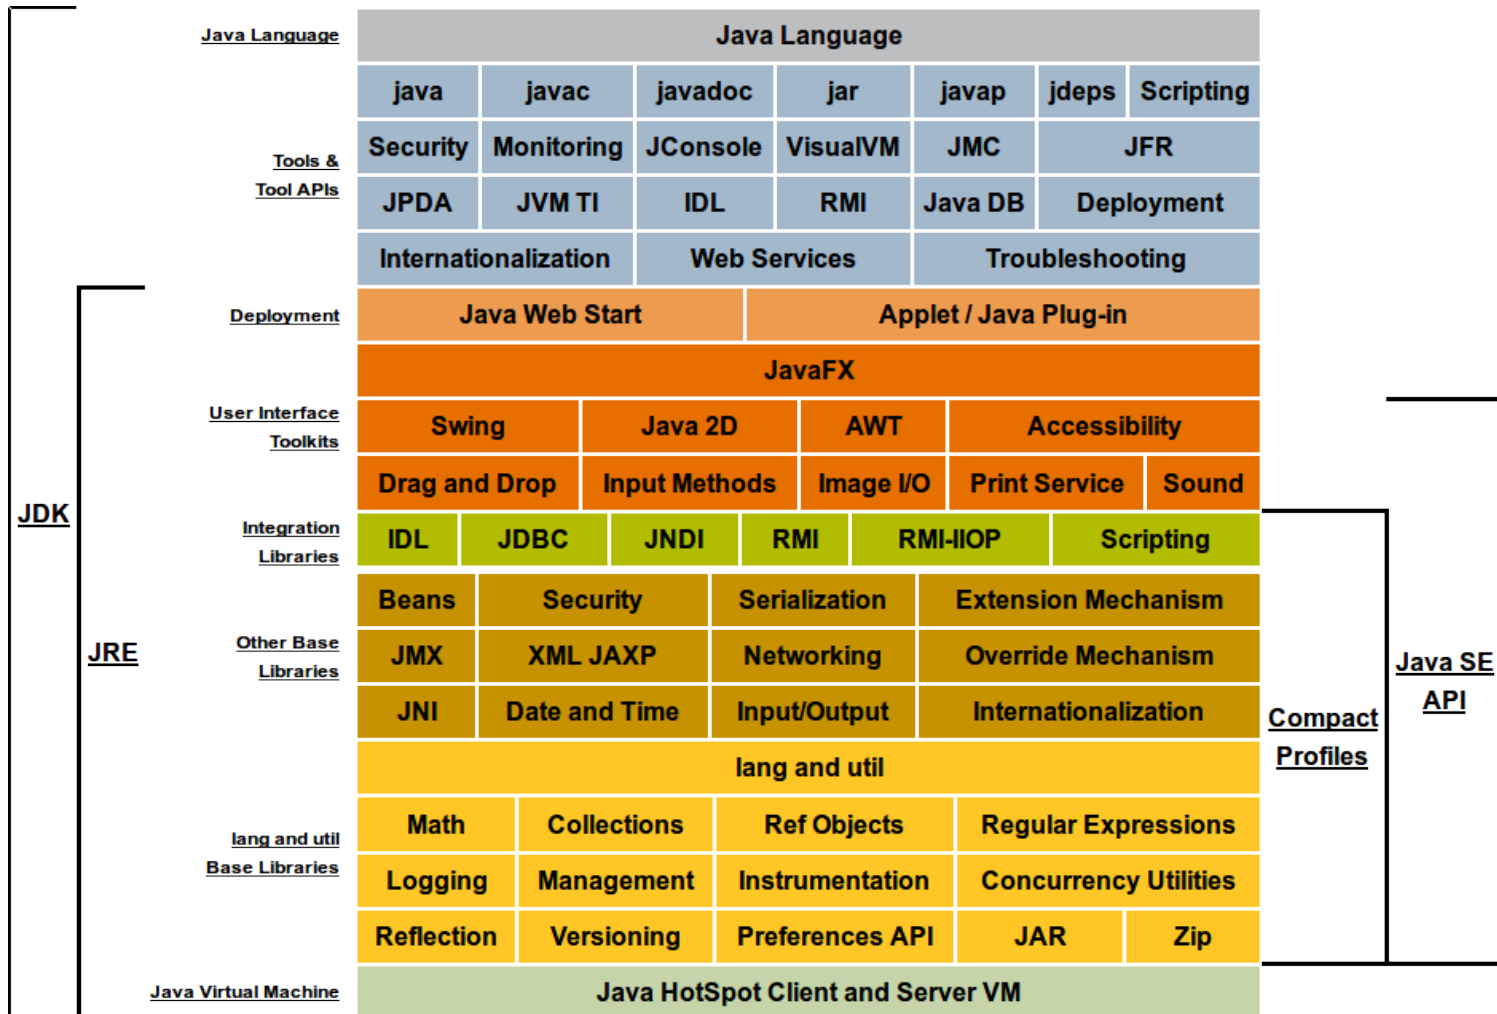 Java Language
Java Language
java javac javadoc jar javap jdeps Scripting
Security Monitoring JConsole VisualVM JMC JFR
Tools &
Tool APIs
JPDA JVM TI IDL RMI Java DB Deployment
Internationalization Web Services Troubleshooting
Deployment
Java Web Start Applet / Java Plug-in
JavaFX
User Interface
Toolkits
Swing Java 2D AWT Accessibility
Drag and Drop Input Methods Image I/O Print Service Sound
JDK
Integration
Libraries
IDL JDBC JNDI RMI RMI-IIOP Scripting
Beans Security Serialization Extension Mechanism
JRE
Other Base
Libraries
JMX XML JAXP Networking Override Mechanism
Java SE
API
JNI Date and Time Input/Output Internationalization
Compact
Profiles
lang and util
lang and util
Base Libraries
Math Collections Ref Objects Regular Expressions
Logging Management Instrumentation Concurrency Utilities
Reflection Versioning Preferences API JAR Zip
Java Virtual Machine
Java HotSpot Client and Server VM